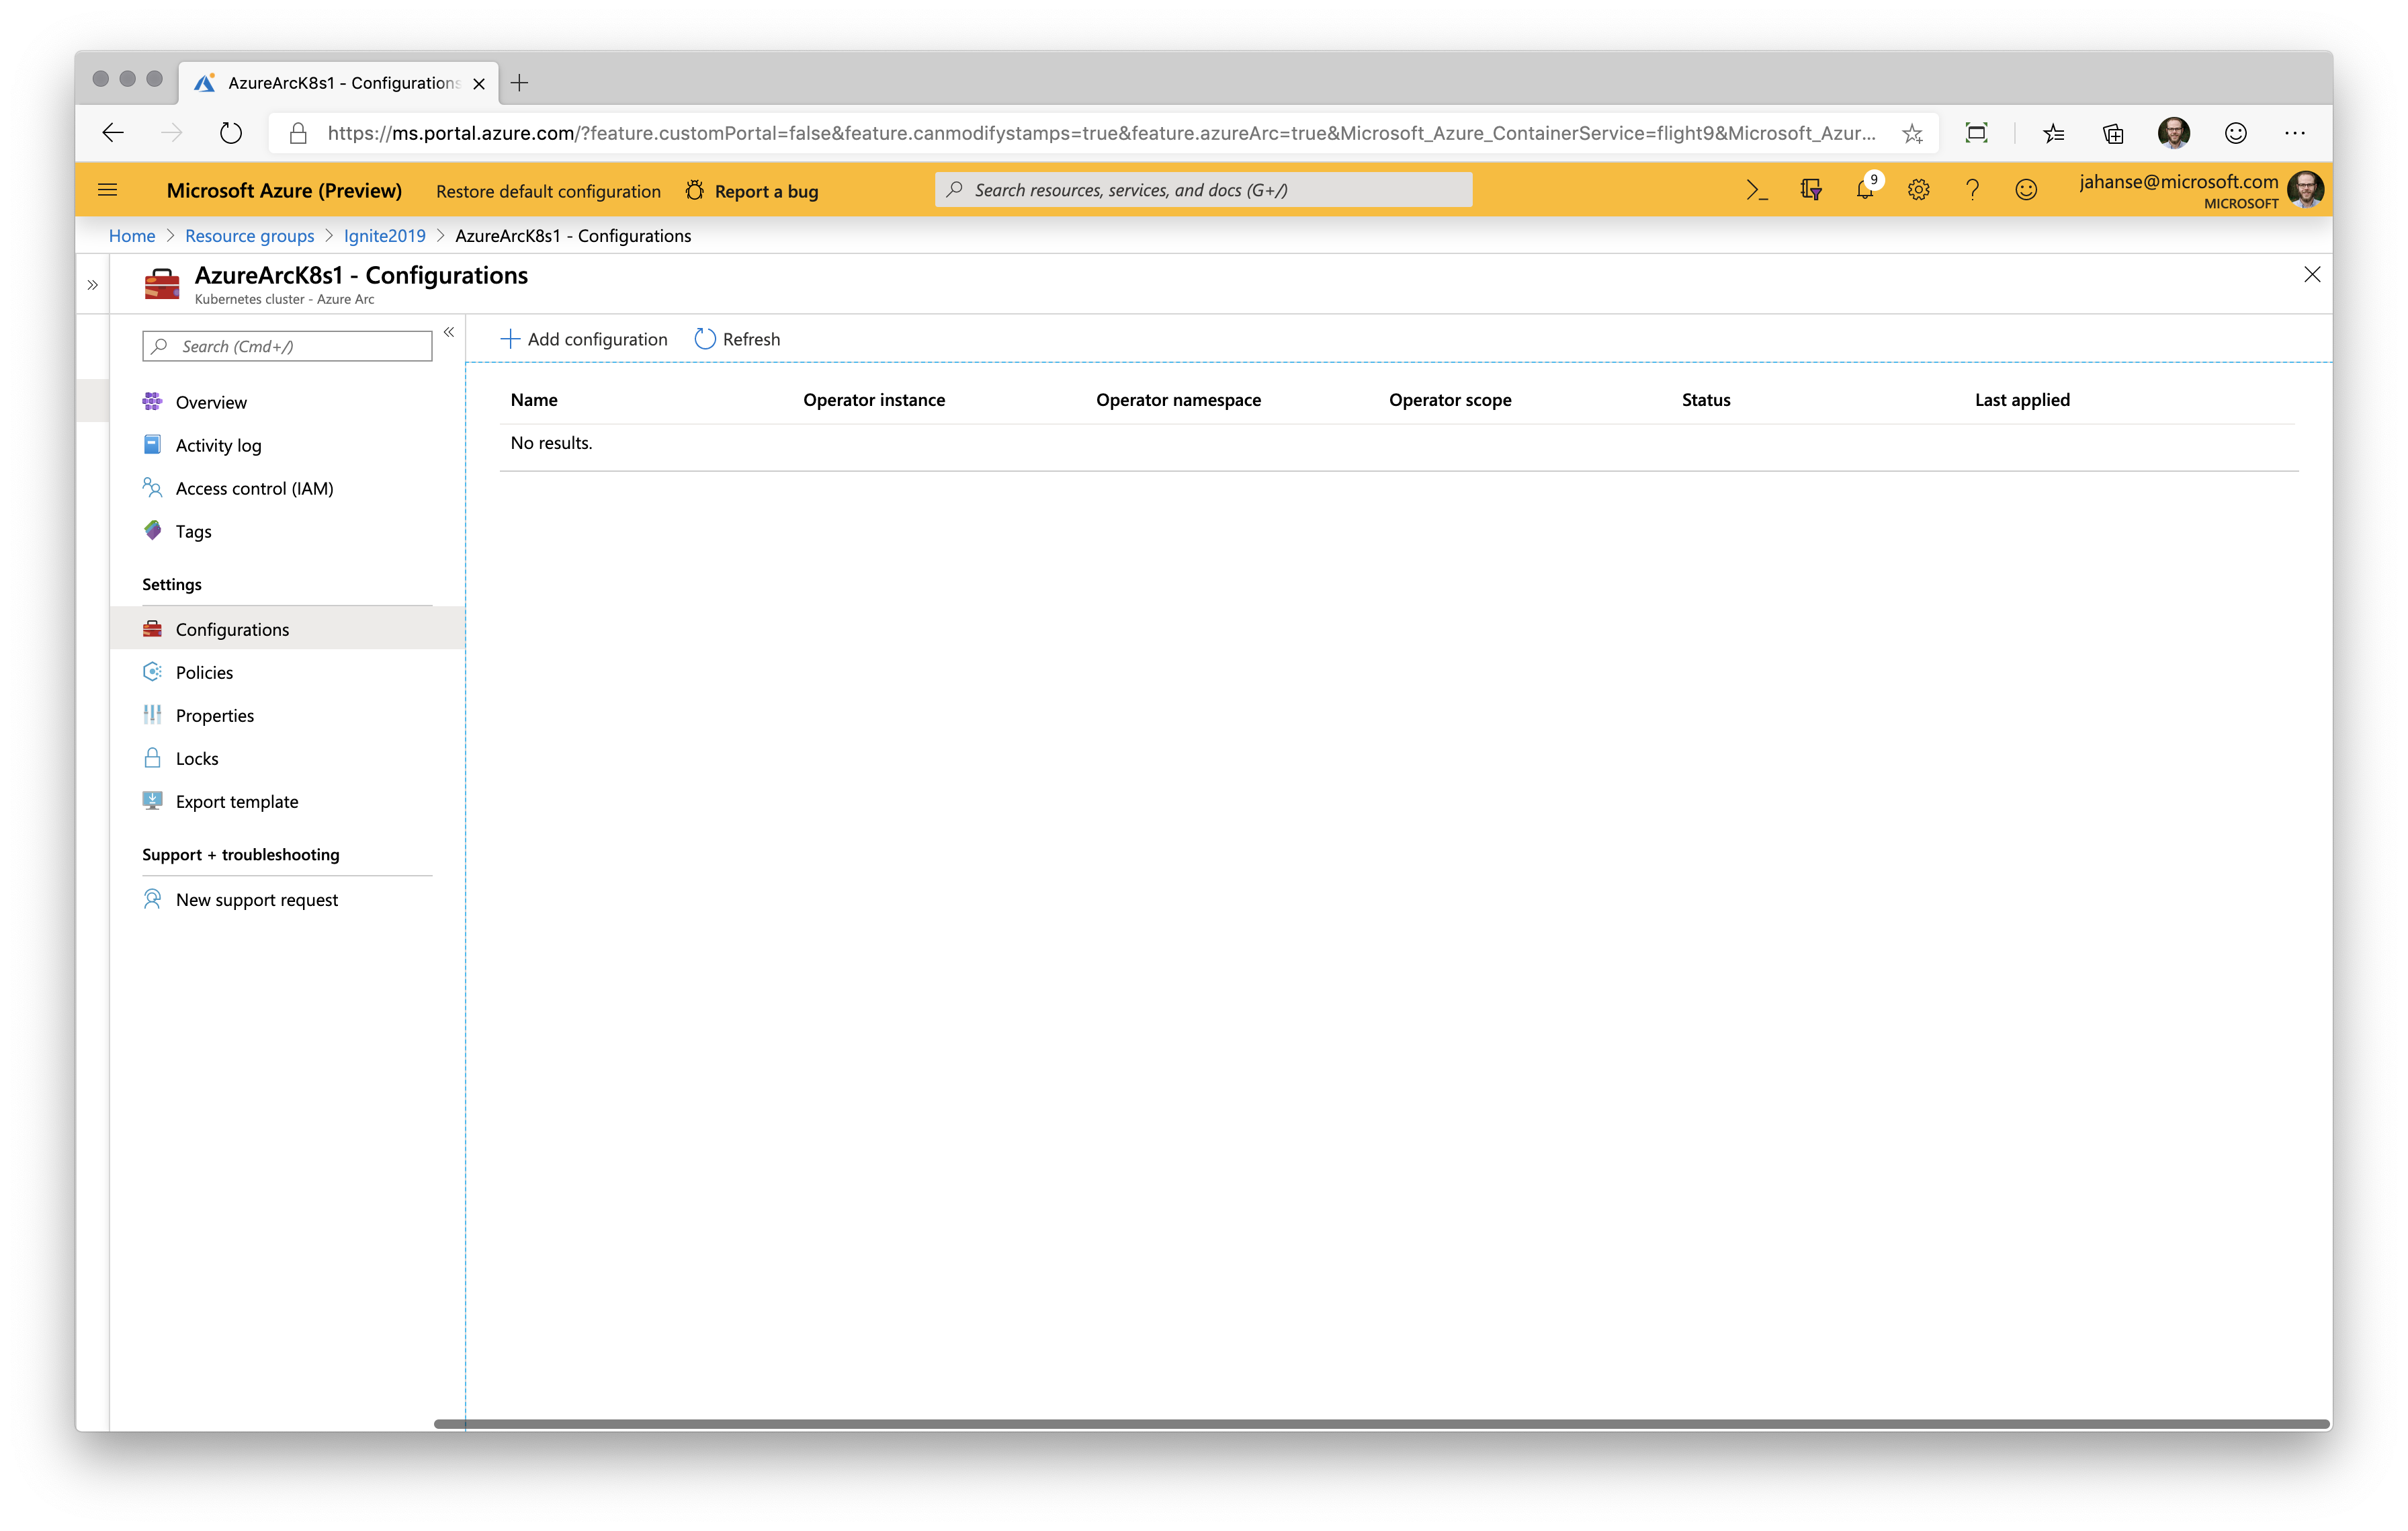 AzureArcK8s1 - Configurations
https://ms.portal.azure.com/?feature.customPortal=false&feature.canmodifystamps=true&feature.azureArc=true&Microsoft_Azure_ContainerService=flight9&Microsoft_Azur...
Microsoft Azure (Preview) Restore default configuration Report a bug Search resources, services, and docs (G+/) 9 jahanse@microsoft.com
MICROSOFT
Home > Resource groups > Ignite2019 > AzureArcK8s1 - Configurations
AzureArcK8s1 - Configurations
Kubernetes cluster - Azure Arc
Search (Cmd+/)
Overview
Activity log
Access control (IAM)
Tags
Settings
Configurations
Policies
Properties
Locks
Export template
Support + troubleshooting
New support request
Add configuration Refresh
Name Operator instance Operator namespace Operator scope Status Last applied
No results.